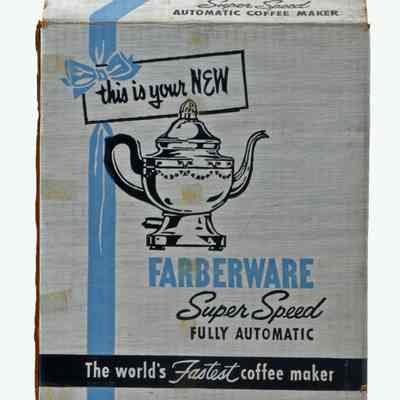 Super Speed
AUTOMATIC COFFEE MAKER
this is your NEW
FARBERWARE
Super Speed
FULLY AUTOMATIC
The world's Fastest coffee maker